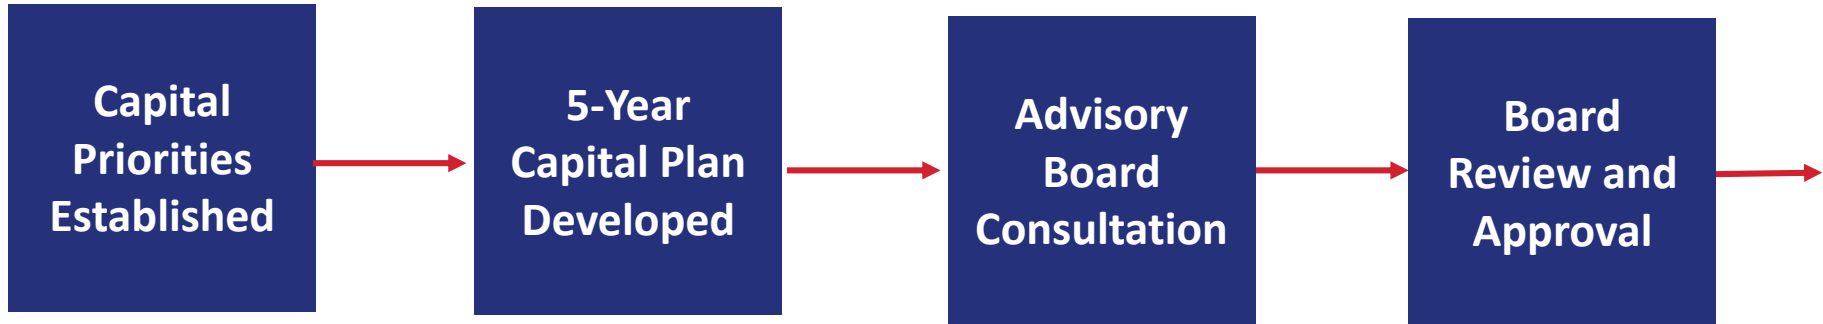 Capital
Priorities
Established
5-Year
Capital Plan
Developed
Advisory
Board
Consultation
Board
Review and
Approval